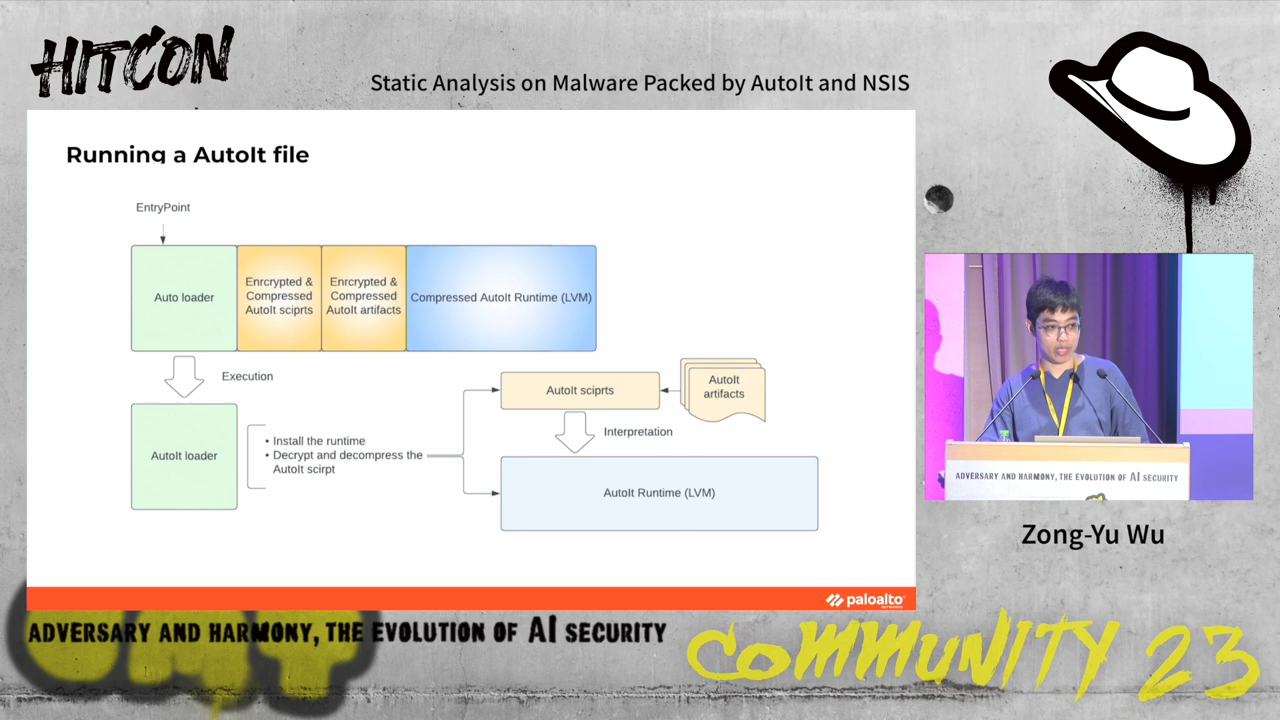 HITCON
Static Analysis on Malware Packed by AutoIt and NSIS
Running a AutoIt file
EntryPoint
Auto loader
Enrcrypted &
Compressed
AutoIt sciprts
Enrcrypted &
Compressed
AutoIt artifacts
Compressed AutoIt Runtime (LVM)
Execution
AutoIt loader
• Install the runtime
• Decrypt and decompress the
AutoIt scirpt
AutoIt sciprts
AutoIt
artifacts
Interpretation
AutoIt Runtime (LVM)
paloalto
NETWORKS
ADVERSARY AND HARMONY, THE EVOLUTION OF AI SECURITY
Zong-Yu Wu
ADVERSARY AND HARMONY, THE EVOLUTION OF AI SECURITY
COMMUNITY 23